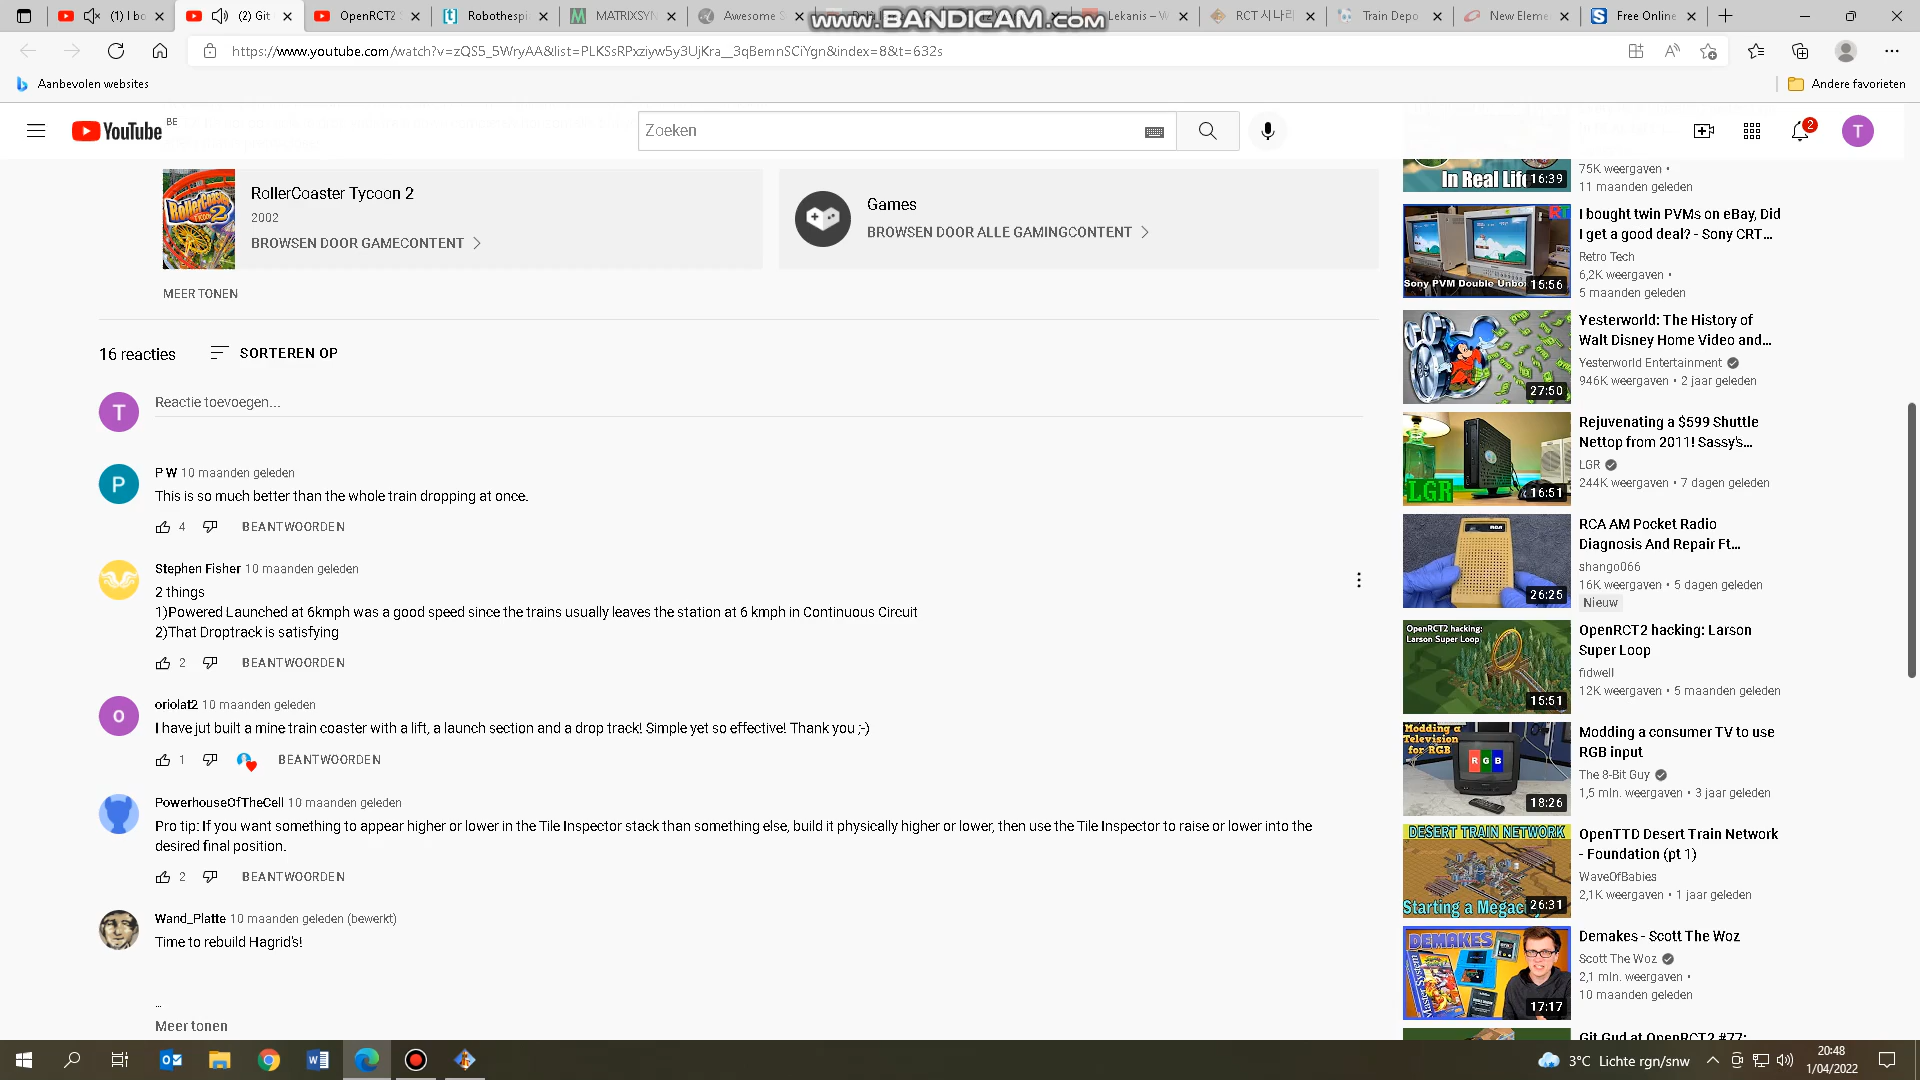 (1) I bo
(2) Git
OpenRCT2
Robothespi
MATRIXSYN
Awesome S
www.BANDICAM.com
Lekanis – W
RCT 시나리
Train Depo
New Eleme
Free Online
https://www.youtube.com/watch?v=zQS5_5WryAA&list=PLKSsRPxziyw5y3UjKra__3qBemnSCiYgn&index=8&t=632s
Aanbevolen websites
Andere favorieten
YouTube BE
Zoeken
2
T
RollerCoaster Tycoon 2
2002
BROWSEN DOOR GAMECONTENT
Games
BROWSEN DOOR ALLE GAMINGCONTENT
MEER TONEN
16 reacties SORTEREN OP
T
Reactie toevoegen...
P
P W 10 maanden geleden
This is so much better than the whole train dropping at once.
4 BEANTWOORDEN
Stephen Fisher 10 maanden geleden
2 things
1)Powered Launched at 6kmph was a good speed since the trains usually leaves the station at 6 kmph in Continuous Circuit
2)That Droptrack is satisfying
2 BEANTWOORDEN
o
oriolat2 10 maanden geleden
I have jut built a mine train coaster with a lift, a launch section and a drop track! Simple yet so effective! Thank you ;-)
1 BEANTWOORDEN
PowerhouseOfTheCell 10 maanden geleden
Pro tip: If you want something to appear higher or lower in the Tile Inspector stack than something else, build it physically higher or lower, then use the Tile Inspector to raise or lower into the
desired final position.
2 BEANTWOORDEN
Wand_Platte 10 maanden geleden (bewerkt)
Time to rebuild Hagrid's!
...
Meer tonen
In Real Life
16:39
75K weergaven •
11 maanden geleden
Sony PVM Double Unbo
15:56
I bought twin PVMs on eBay, Did
I get a good deal? - Sony CRT...
Retro Tech
6,2K weergaven •
5 maanden geleden
27:50
Yesterworld: The History of
Walt Disney Home Video and...
Yesterworld Entertainment
946K weergaven • 2 jaar geleden
LGR
16:51
Rejuvenating a $599 Shuttle
Nettop from 2011! Sassy's...
LGR
244K weergaven • 7 dagen geleden
RCA
26:25
RCA AM Pocket Radio
Diagnosis And Repair Ft...
shango066
16K weergaven • 5 dagen geleden
Nieuw
OpenRCT2 hacking:
Larson Super Loop
15:51
OpenRCT2 hacking: Larson
Super Loop
fidwell
12K weergaven • 5 maanden geleden
Modding a
Television
for RGB
R G B
18:26
Modding a consumer TV to use
RGB input
The 8-Bit Guy
1,5 mln. weergaven • 3 jaar geleden
DESERT TRAIN NETWORK
Starting a Megac
26:31
OpenTTD Desert Train Network
- Foundation (pt 1)
WaveOfBabies
2,1K weergaven • 1 jaar geleden
DEMAKES
17:17
Demakes - Scott The Woz
Scott The Woz
2,1 mln. weergaven •
10 maanden geleden
Git Gud at OpenRCT2 #77:
3°C Lichte rgn/snw
20:48
1/04/2022